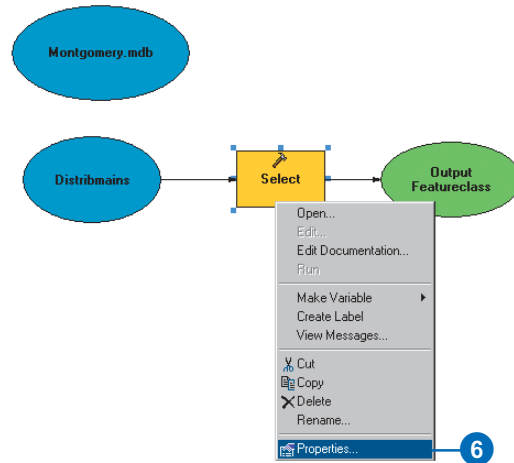 Montgomery.mdb
Distribmains
Select
Output
Featureclass
Open...
Edit...
Edit Documentation...
Run
Make Variable
Create Label
View Messages...
Cut
Copy
Delete
Rename...
Properties...
6